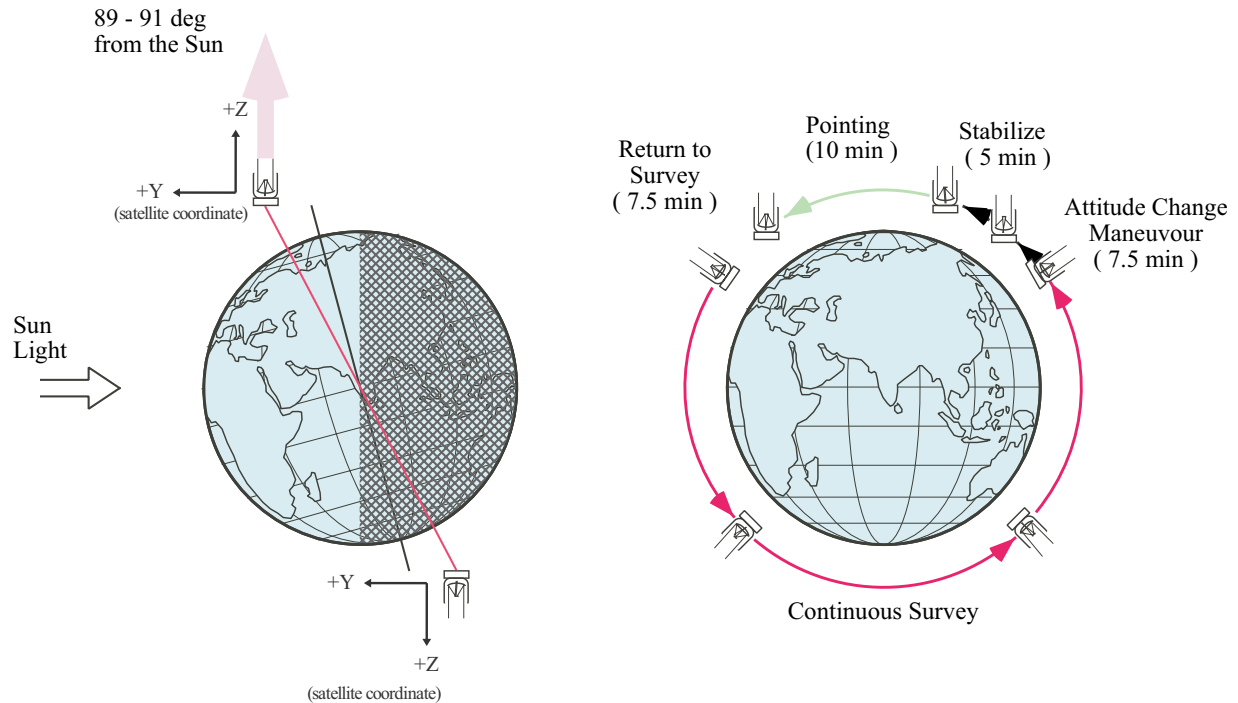 89 - 91 deg
from the Sun
+Z
+Y
(satellite coordinate)
Sun
Light
+Y
+Z
(satellite coordinate)
Pointing
(10 min )
Stabilize
( 5 min )
Return to
Survey
( 7.5 min )
Attitude Change
Maneuvour
( 7.5 min )
Continuous Survey